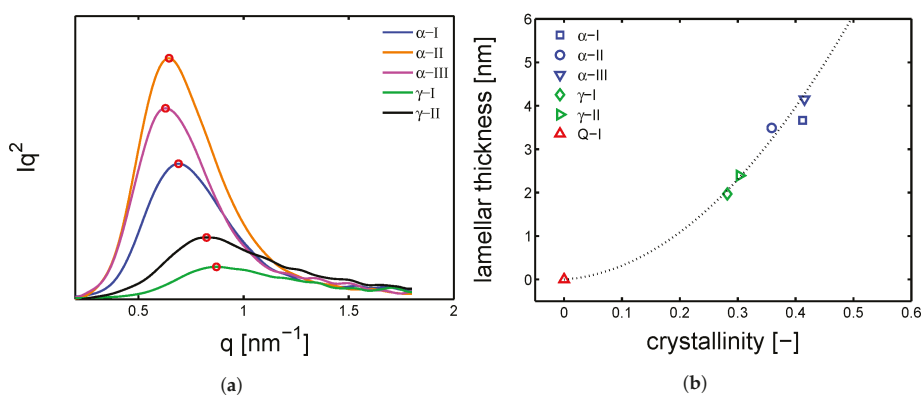 α−I
α−II
α−III
γ−I
γ−II
Iq²
0.5 1 1.5 2
q [nm⁻¹]
(a)
6
5
4
3
2
1
0
lamellar thickness [nm]
α−I
α−II
α−III
γ−I
γ−II
Q−I
0 0.1 0.2 0.3 0.4 0.5 0.6
crystallinity [−]
(b)